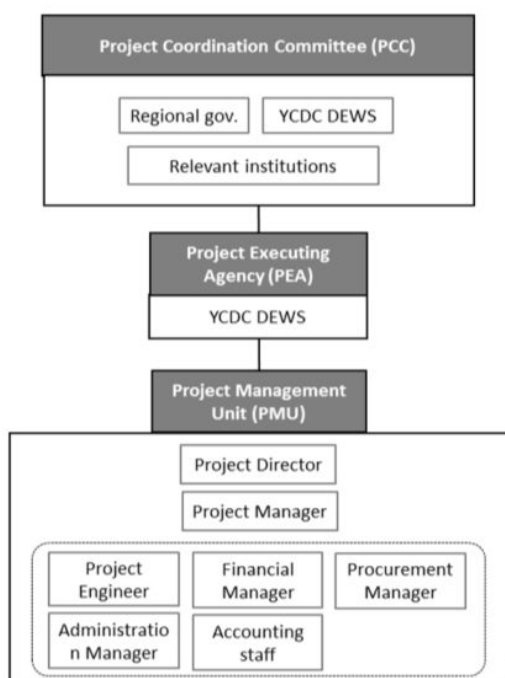 Project Coordination Committee (PCC)
Regional gov.
YCDC DEWS
Relevant institutions
Project Executing
Agency (PEA)
YCDC DEWS
Project Management
Unit (PMU)
Project Director
Project Manager
Project
Engineer
Financial
Manager
Procurement
Manager
Administratio
n Manager
Accounting
staff